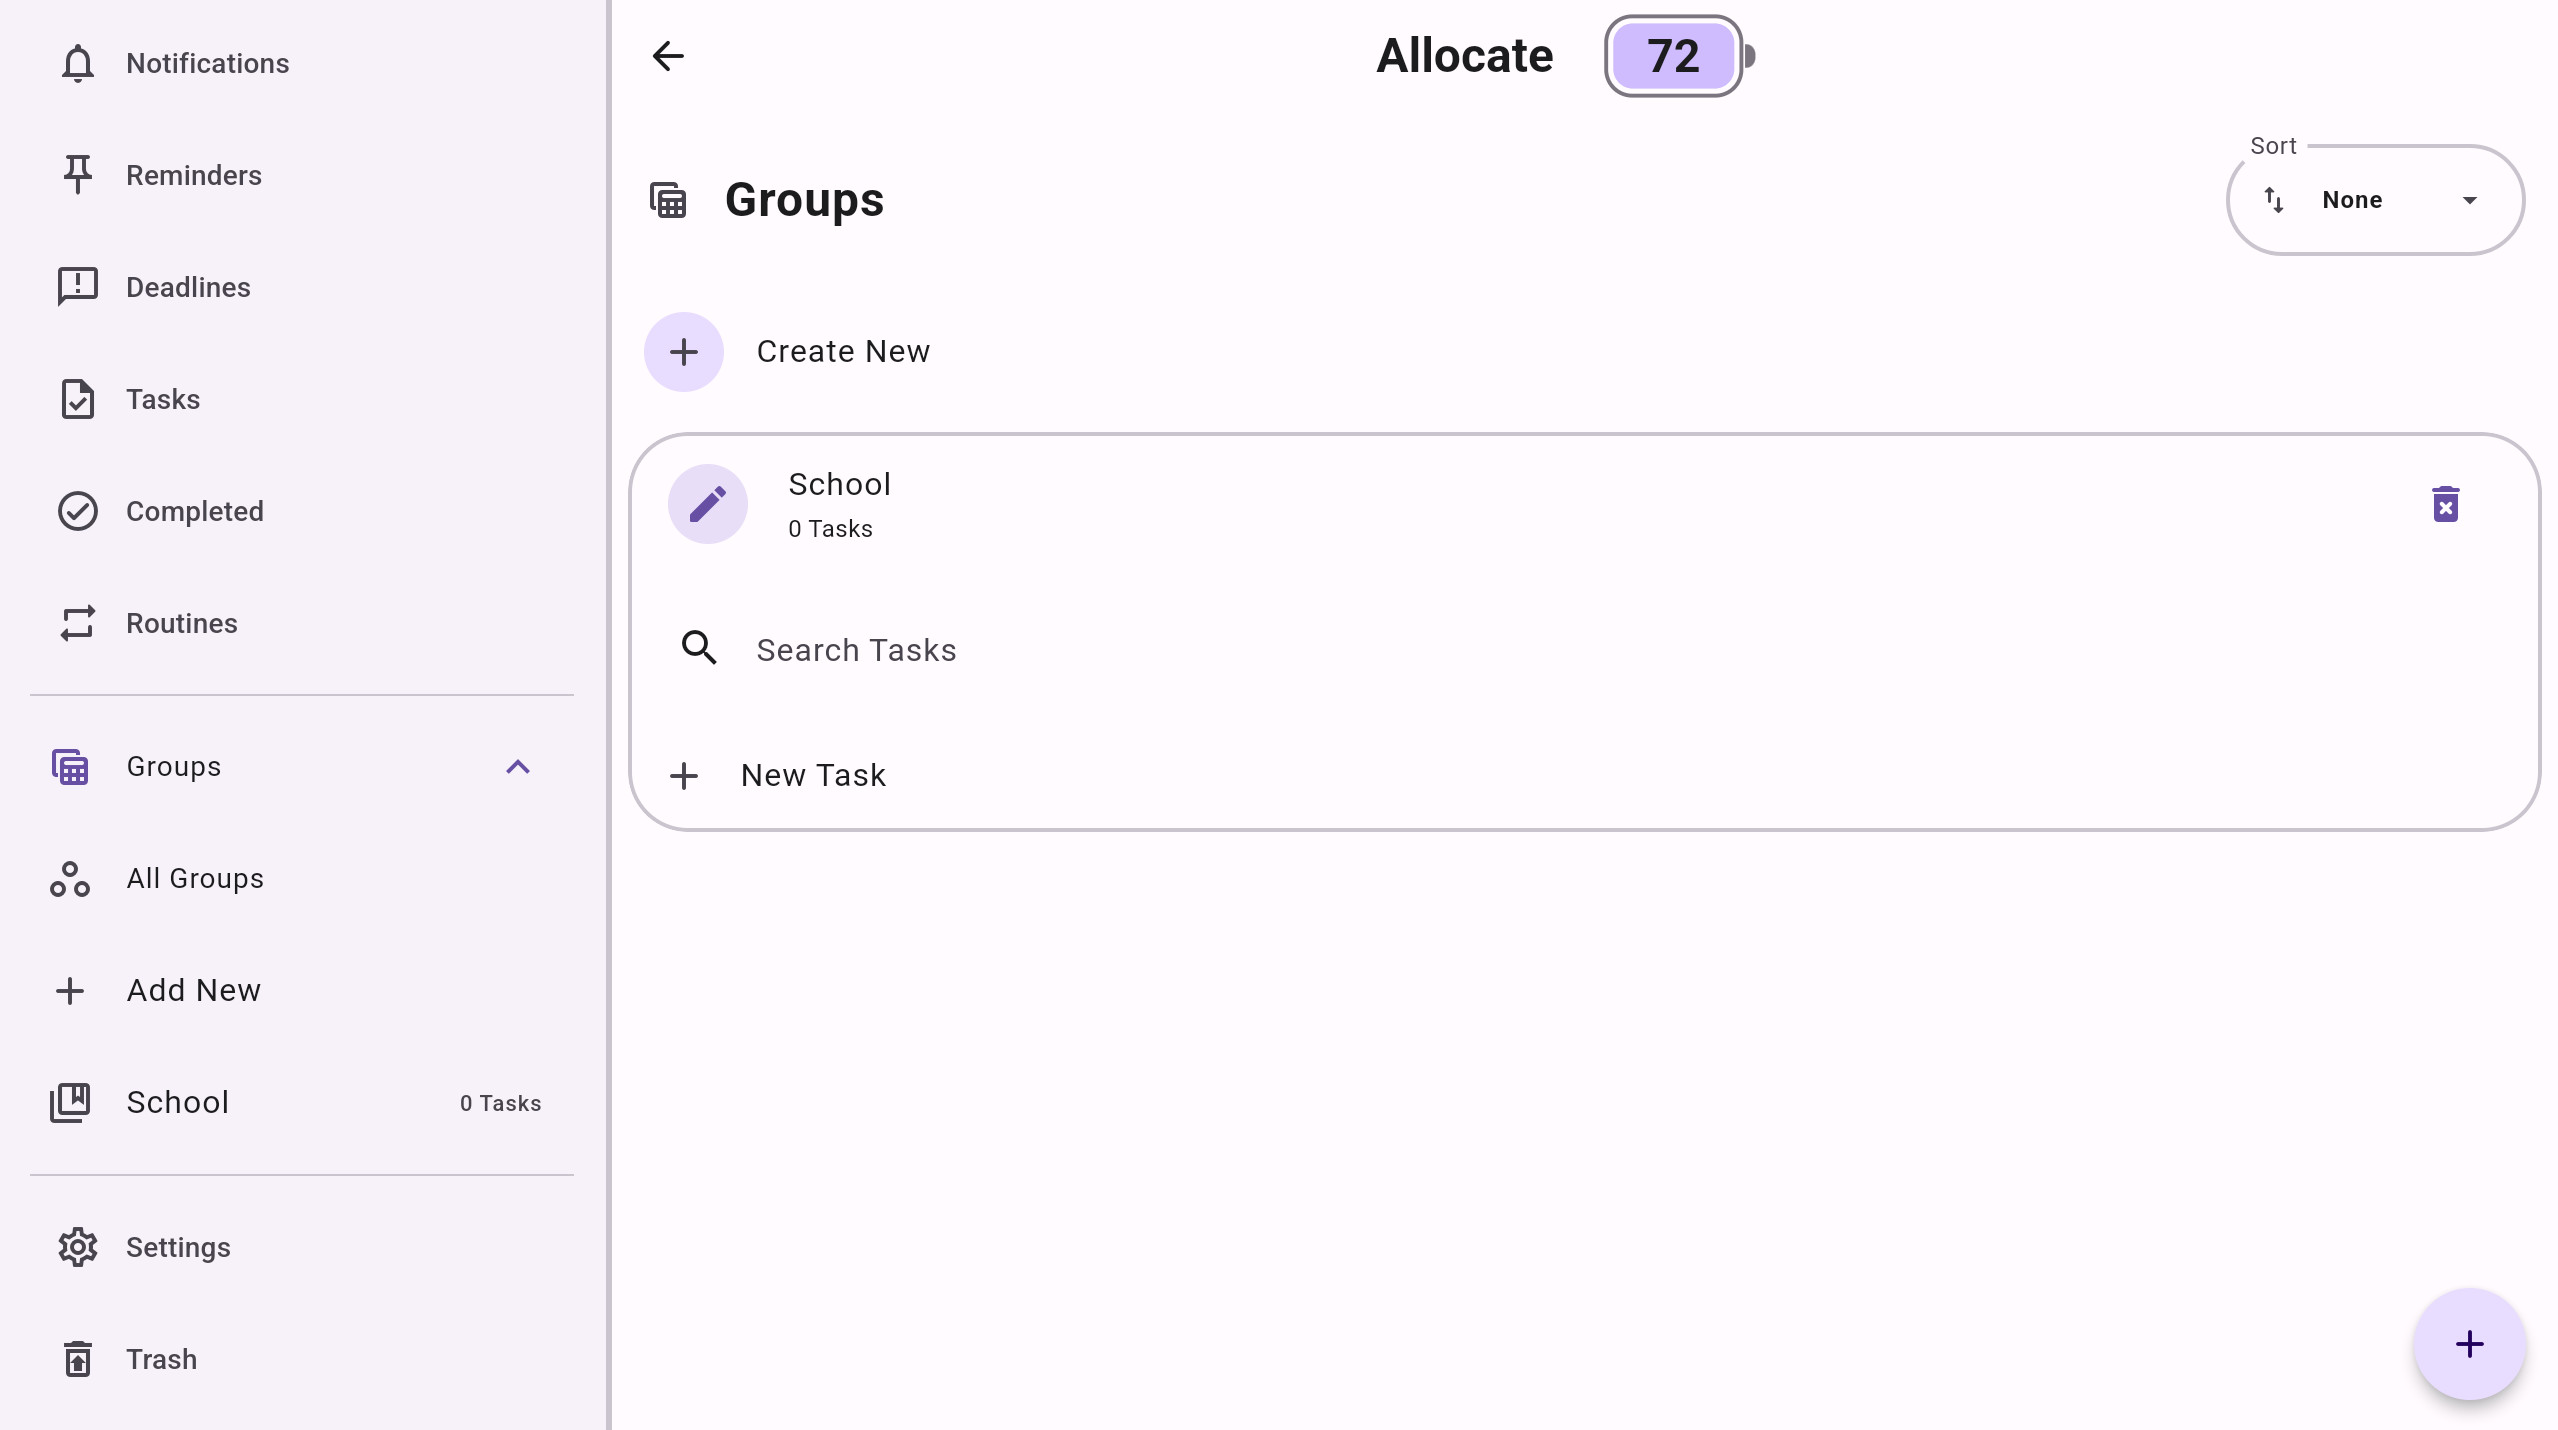 Notifications
Reminders
Deadlines
Tasks
Completed
Routines
Groups
All Groups
Add New
School 0 Tasks
Settings
Trash
Allocate 72
Groups
Sort
None
Create New
School
0 Tasks
Search Tasks
New Task